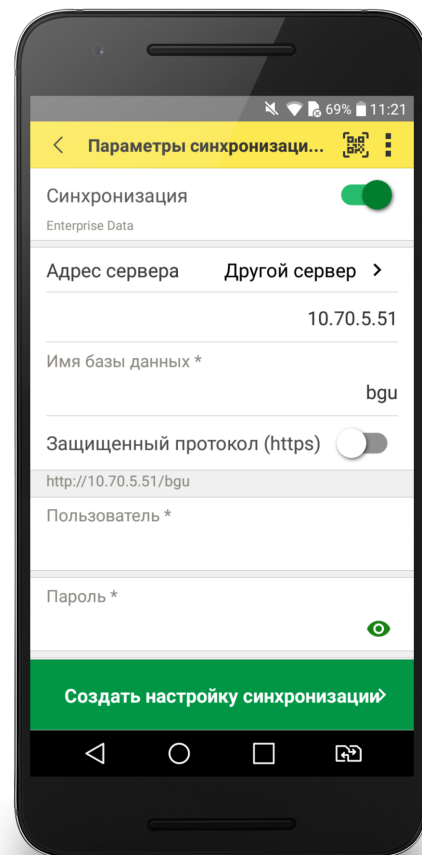 69% 11:21
Параметры синхронизаци...
Синхронизация
Enterprise Data
Адрес сервера Другой сервер
10.70.5.51
Имя базы данных *
bgu
Защищенный протокол (https)
http://10.70.5.51/bgu
Пользователь *
Пароль *
Создать настройку синхронизации